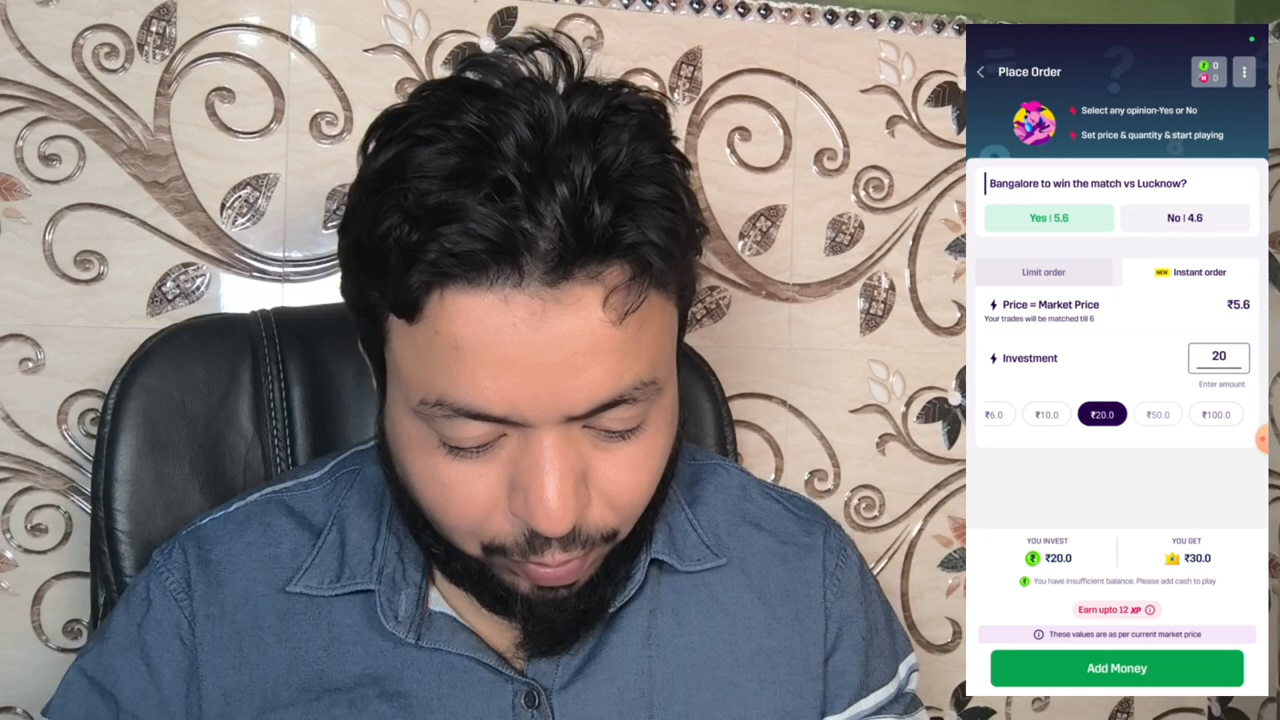 ₹ 0
Place Order
M 0
Select any opinion-Yes or No
Set price & quantity & start playing
Bangalore to win the match vs Lucknow?
Yes | 5.6
No | 4.6
Limit order
NEW Instant order
Price = Market Price
₹5.6
Your trades will be matched till 6
Investment
20
Enter amount
₹6.0
₹10.0
₹20.0
₹50.0
₹100.0
YOU INVEST
YOU GET
₹ ₹20.0
₹30.0
₹ You have insufficient balance. Please add cash to play
Earn upto 12 XP
These values are as per current market price
Add Money